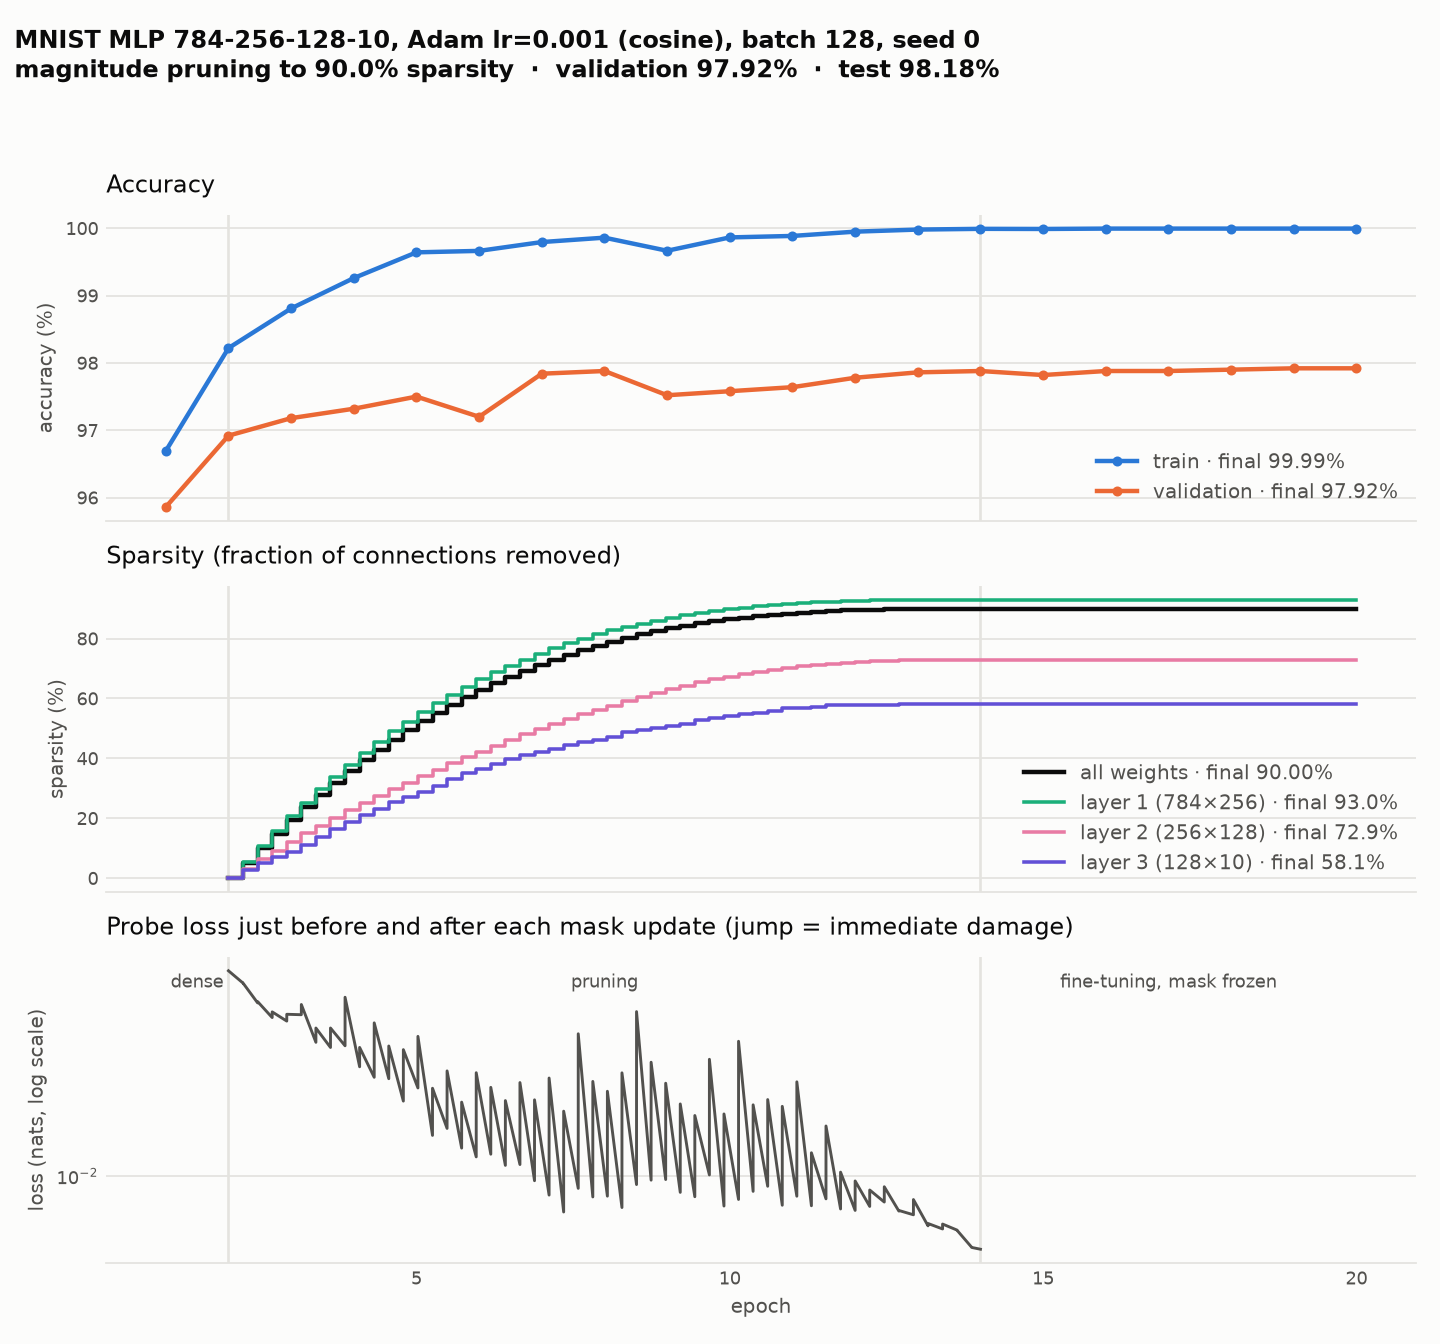 MNIST MLP 784-256-128-10, Adam lr=0.001 (cosine), batch 128, seed 0
magnitude pruning to 90.0% sparsity · validation 97.92% · test 98.18%
Accuracy
accuracy (%)
100
99
98
97
96
train · final 99.99%
validation · final 97.92%
Sparsity (fraction of connections removed)
sparsity (%)
80
60
40
20
0
all weights · final 90.00%
layer 1 (784×256) · final 93.0%
layer 2 (256×128) · final 72.9%
layer 3 (128×10) · final 58.1%
Probe loss just before and after each mask update (jump = immediate damage)
dense
pruning
fine-tuning, mask frozen
loss (nats, log scale)
10⁻²
5
10
15
20
epoch